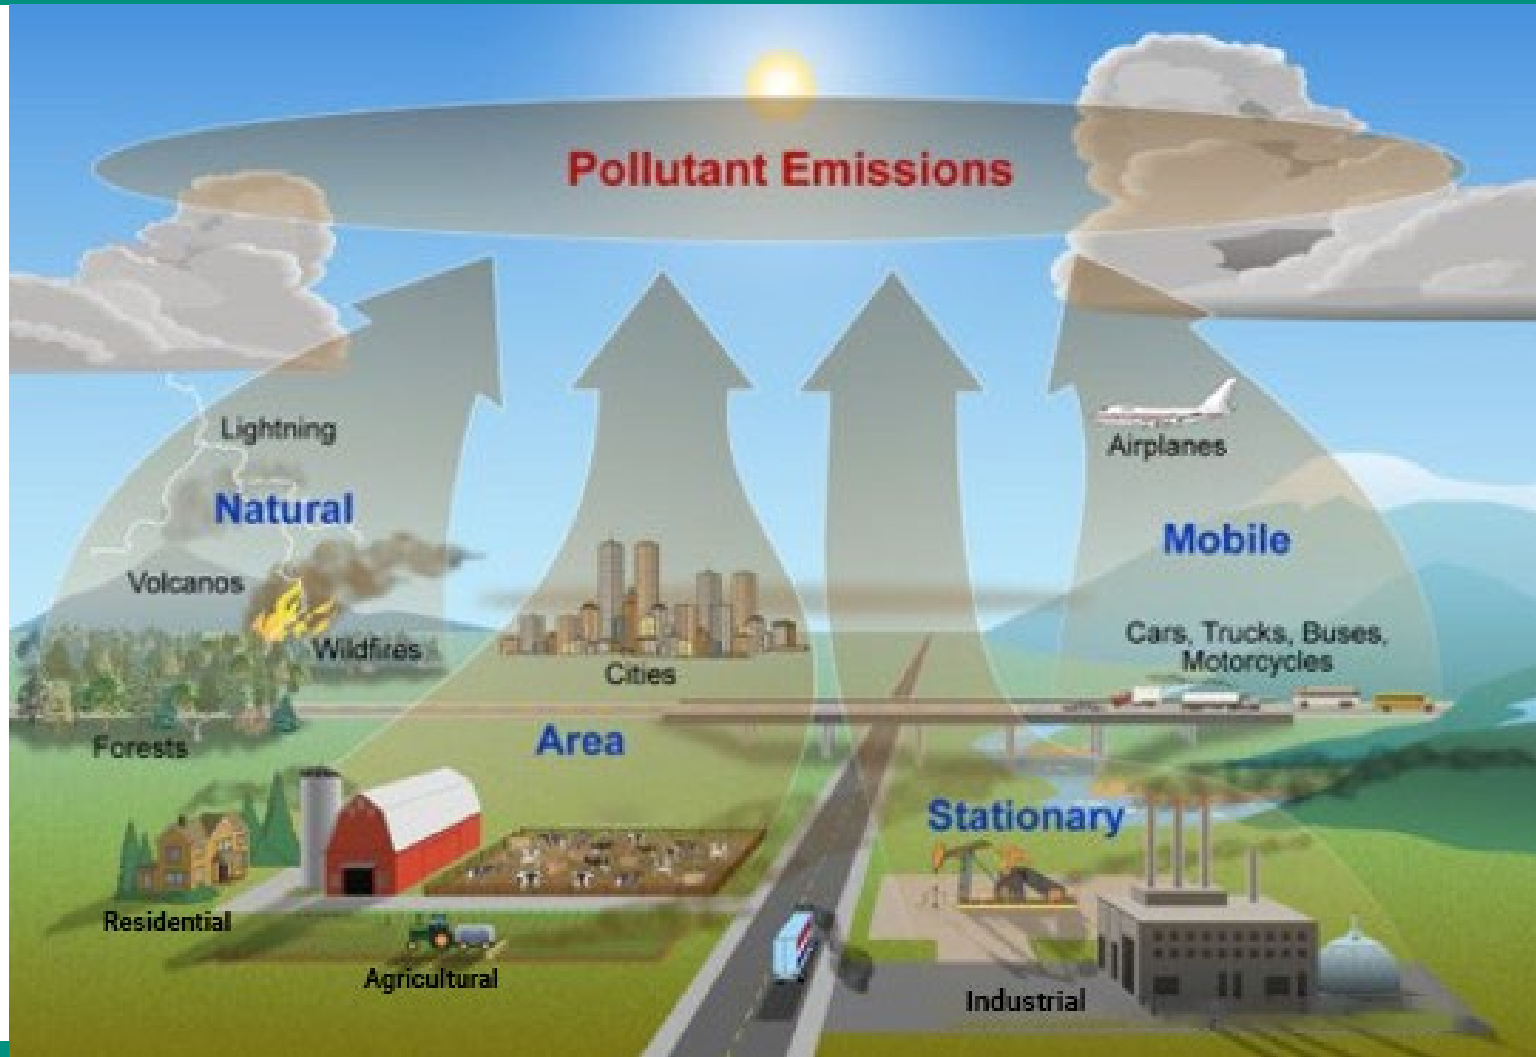 Pollutant Emissions
Lightning
Natural
Volcanos
Wildfires
Forests
Cities
Area
Residential
Agricultural
Airplanes
Mobile
Cars, Trucks, Buses,
Motorcycles
Stationary
Industrial